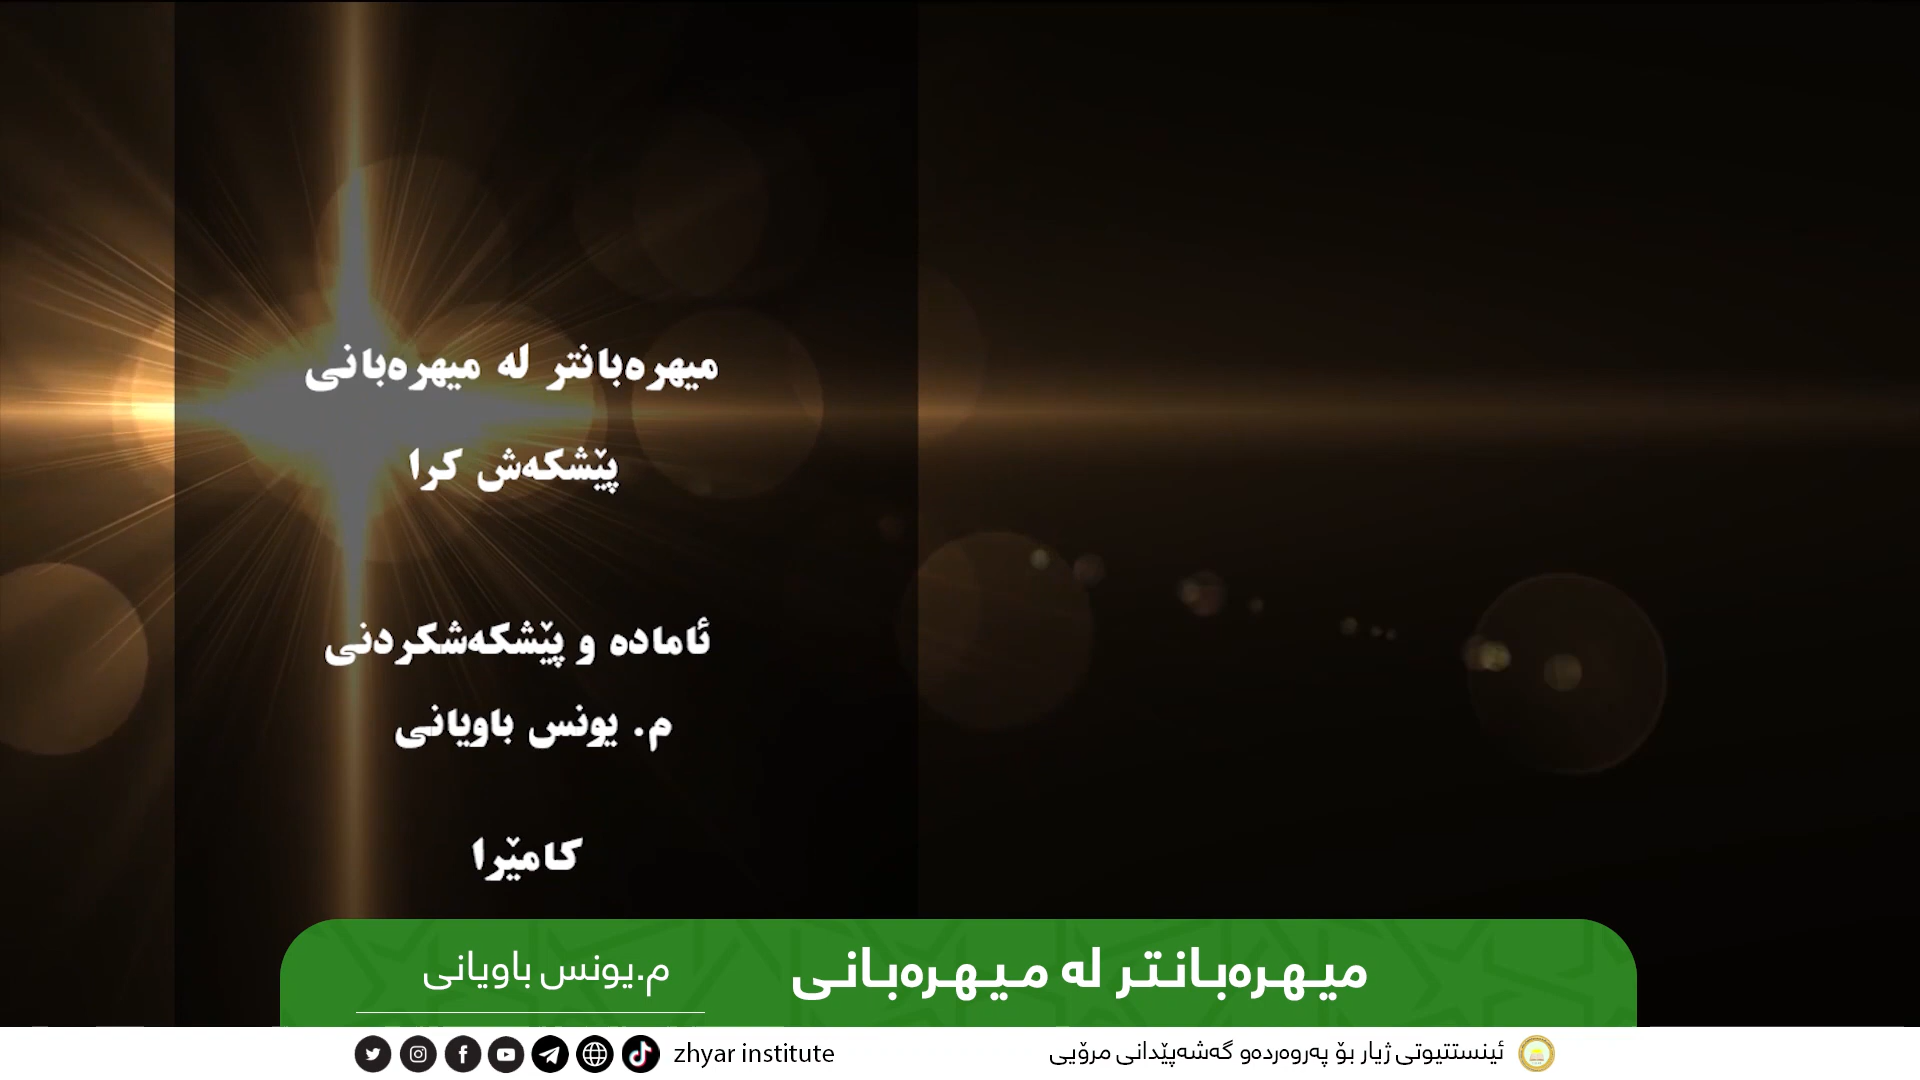 میهرەبانتر لە میهرەبانی
پێشکەش کرا
ئامادە و پێشکەشکردنی
م. یونس باویانی
کامێرا
میهرەبانتر لە میهرەبانی
م.یونس باویانی
ئینستتیوتی ژیار بۆ پەروەردەو گەشەپێدانی مرۆیی
zhyar institute